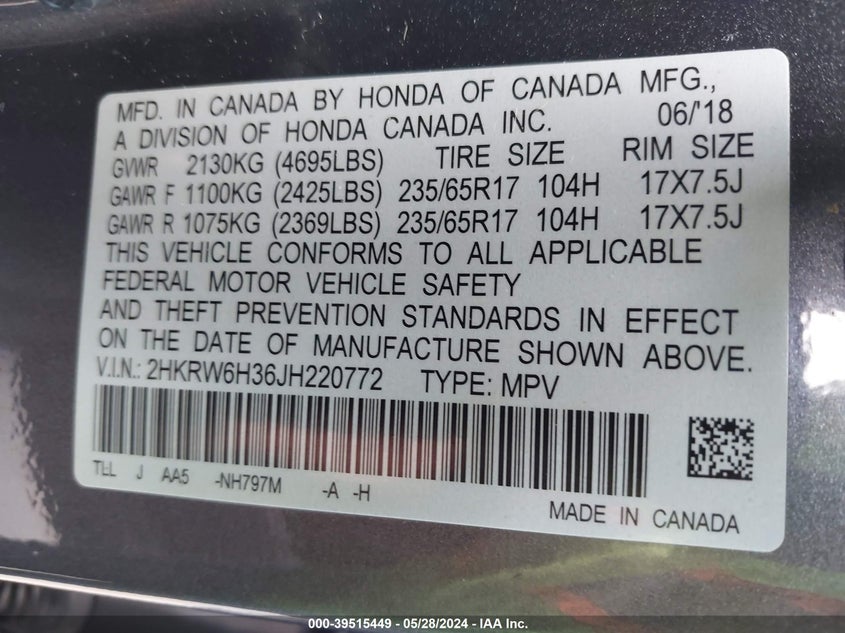 MFD. IN CANADA BY HONDA OF CANADA MFG.,
A DIVISION OF HONDA CANADA INC. 06/'18
GVWR 2130KG (4695LBS) TIRE SIZE RIM SIZE
GAWR F 1100KG (2425LBS) 235/65R17 104H 17X7.5J
GAWR R 1075KG (2369LBS) 235/65R17 104H 17X7.5J
THIS VEHICLE CONFORMS TO ALL APPLICABLE
FEDERAL MOTOR VEHICLE SAFETY
AND THEFT PREVENTION STANDARDS IN EFFECT
ON THE DATE OF MANUFACTURE SHOWN ABOVE.
V.I.N.: 2HKRW6H36JH220772 TYPE: MPV
TLL J AA5 -NH797M -A -H
MADE IN CANADA
000-39515449 - 05/28/2024 - IAA Inc.